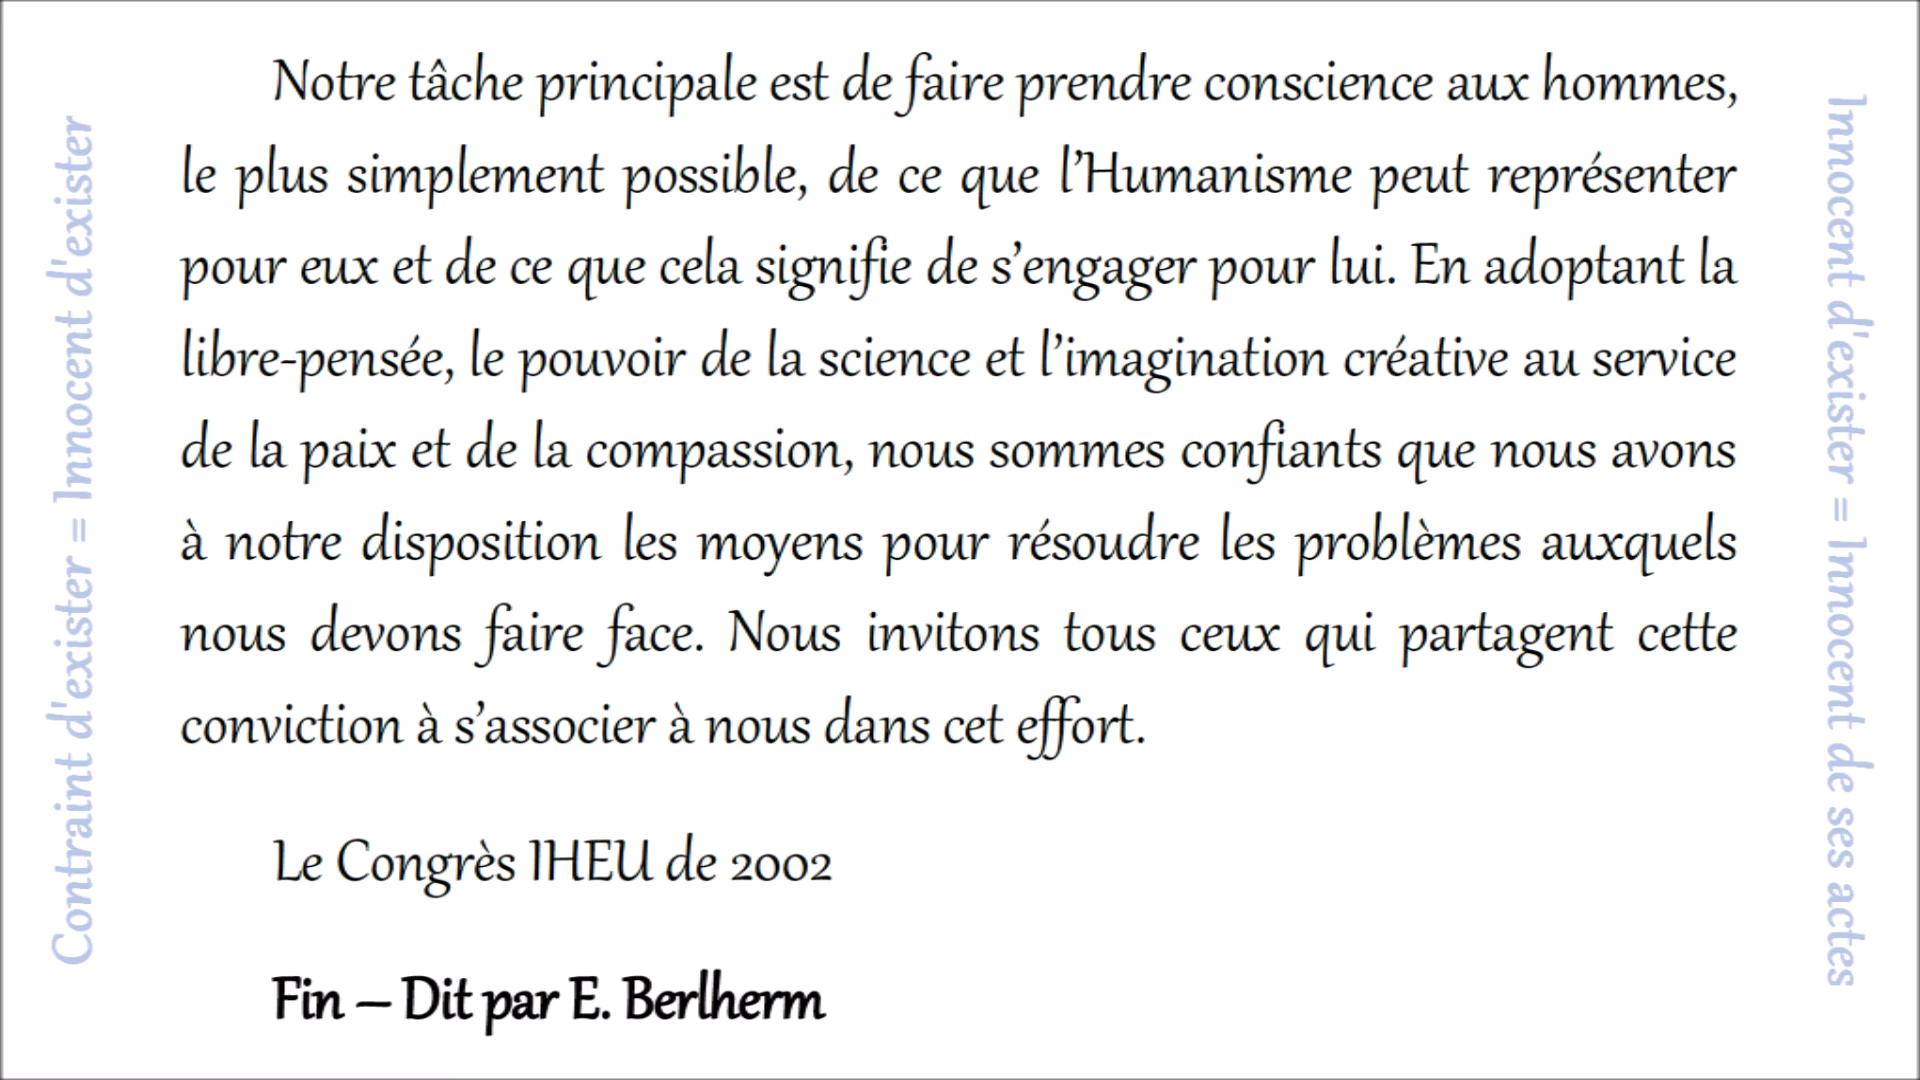 Notre tâche principale est de faire prendre conscience aux hommes,
le plus simplement possible, de ce que l’Humanisme peut représenter
pour eux et de ce que cela signifie de s’engager pour lui. En adoptant la
libre-pensée, le pouvoir de la science et l’imagination créative au service
de la paix et de la compassion, nous sommes confiants que nous avons
à notre disposition les moyens pour résoudre les problèmes auxquels
nous devons faire face. Nous invitons tous ceux qui partagent cette
conviction à s’associer à nous dans cet effort.
Le Congrès IHEU de 2002
Fin – Dit par E. Berlherm
Contraint d'exister = Innocent d'exister
Innocent d'exister = Innocent de ses actes